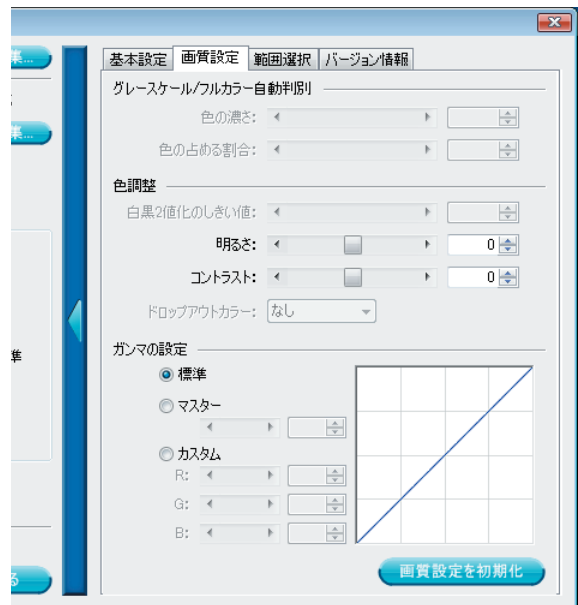 集...
集...
準
る
基本設定 画質設定 範囲選択 バージョン情報
グレースケール/フルカラー自動判別
色の濃さ:
色の占める割合:
色調整
白黒2値化のしきい値:
明るさ: 0
コントラスト: 0
ドロップアウトカラー: なし
ガンマの設定
標準
マスター
カスタム
R:
G:
B:
画質設定を初期化